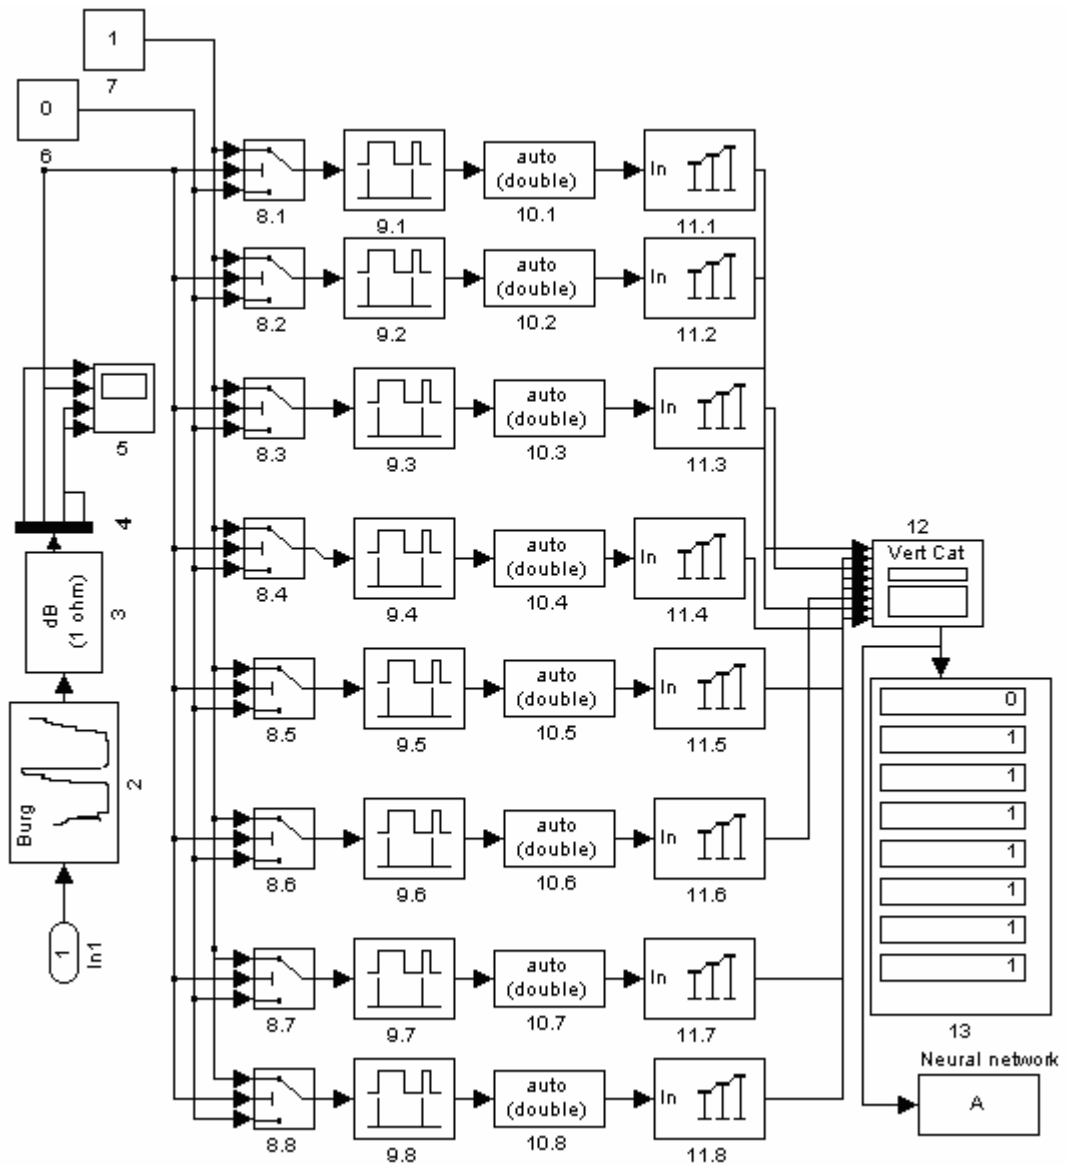 1
7
0
6
8.1
9.1
auto
(double)
10.1
In
11.1
8.2
9.2
auto
(double)
10.2
In
11.2
5
8.3
9.3
auto
(double)
10.3
In
11.3
4
8.4
9.4
auto
(double)
10.4
In
11.4
12
Vert Cat
dB
(1 ohm)
3
8.5
9.5
auto
(double)
10.5
In
11.5
Burg
2
8.6
9.6
auto
(double)
10.6
In
11.6
1
In1
8.7
9.7
auto
(double)
10.7
In
11.7
0
1
1
1
1
1
1
1
13
8.8
9.8
auto
(double)
10.8
In
11.8
Neural network
A